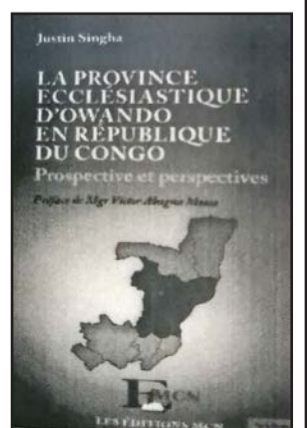 Justin Singha
LA PROVINCE
ECCLÉSIASTIQUE
D'OWANDO
EN RÉPUBLIQUE
DU CONGO
Prospective et perspectives
Préface de Mgr Victor Abagna Mossa
E
MCN
LES ÉDITIONS MCN